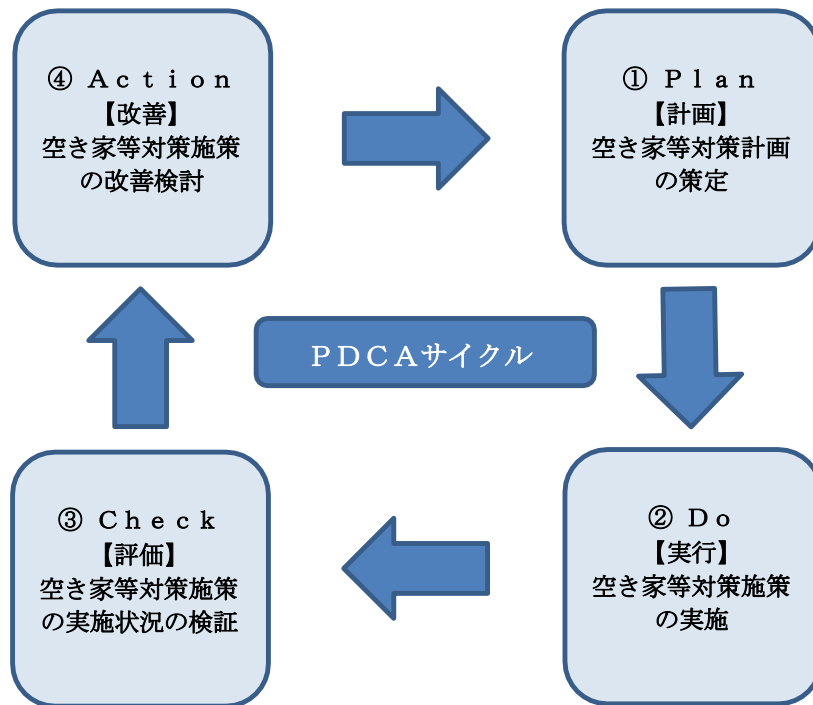 ④ Ａｃｔｉｏｎ
【改善】
空き家等対策施策
の改善検討
① Ｐｌａｎ
【計画】
空き家等対策計画
の策定
ＰＤＣＡサイクル
③ Ｃｈｅｃｋ
【評価】
空き家等対策施策
の実施状況の検証
② Ｄｏ
【実行】
空き家等対策施策
の実施